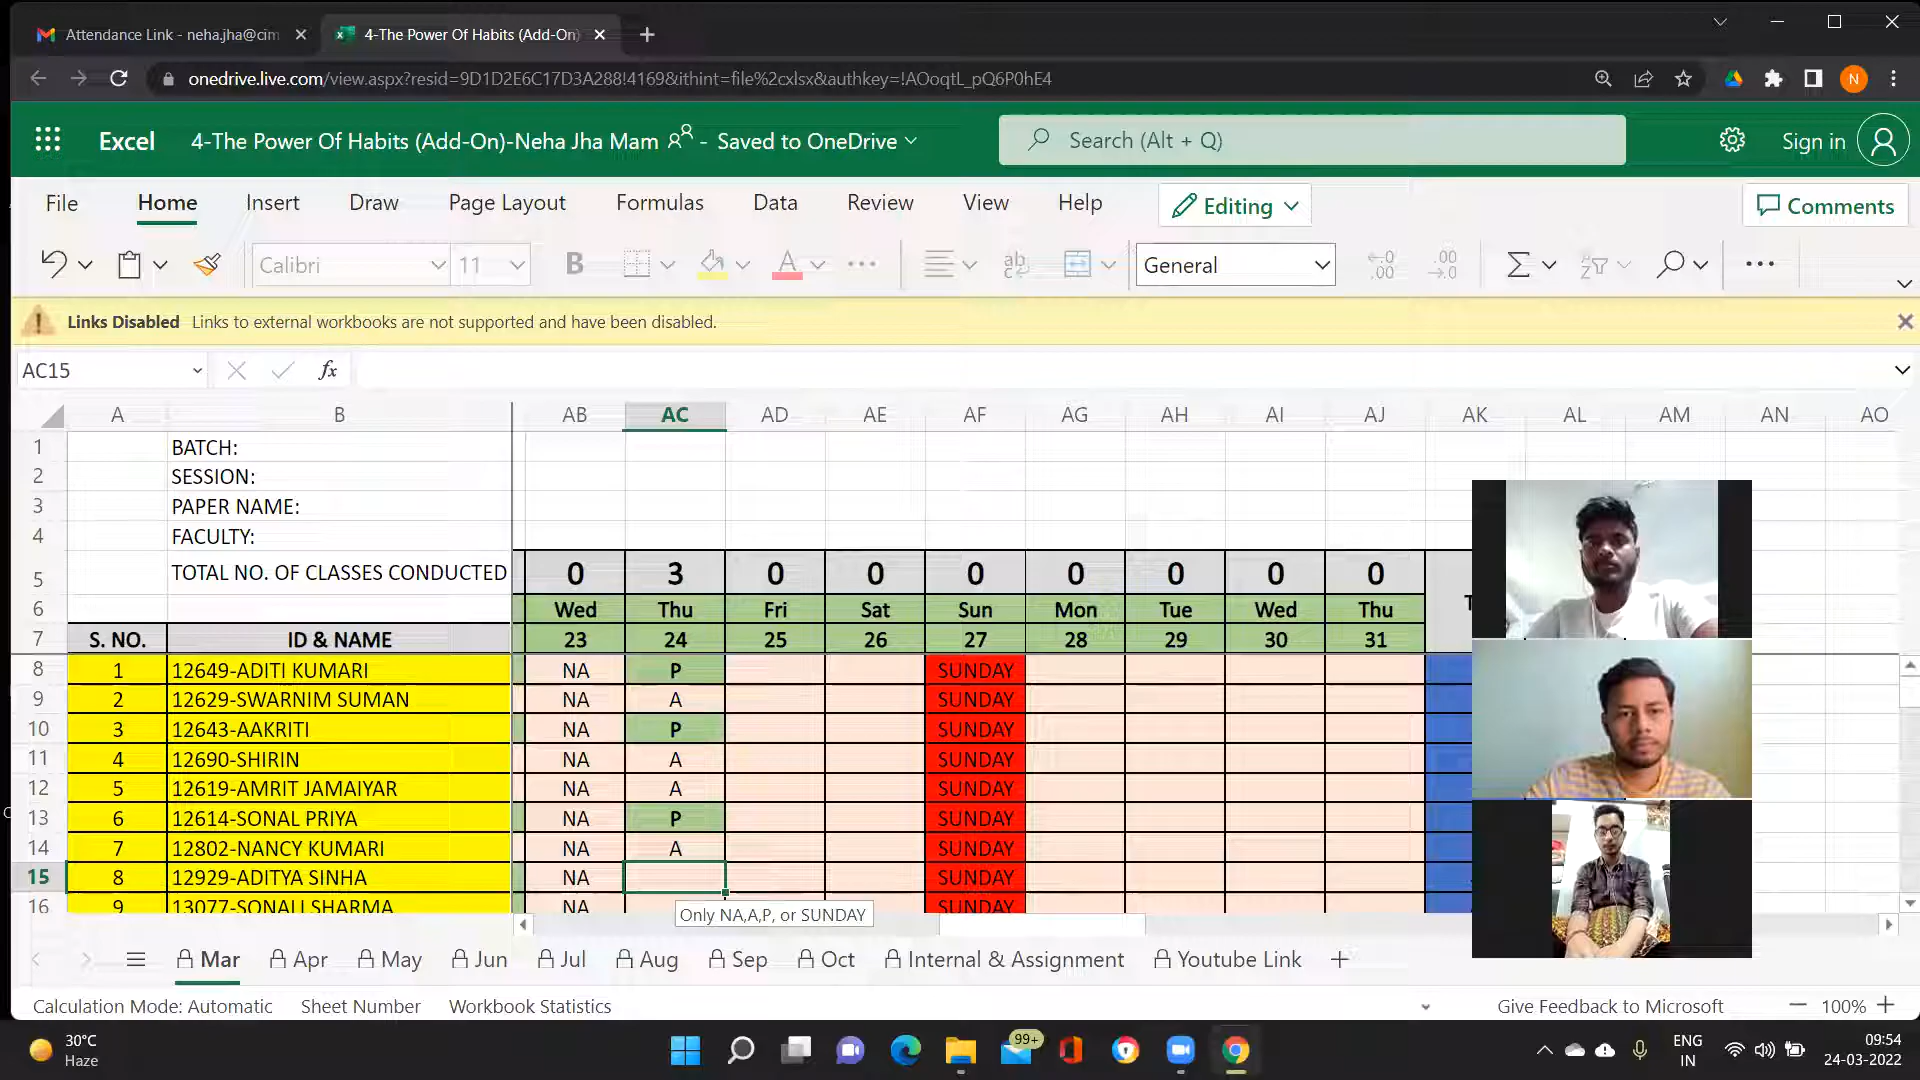 Attendance Link - neha.jha@cim
4-The Power Of Habits (Add-On)
onedrive.live.com/view.aspx?resid=9D1D2E6C17D3A288!4169&ithint=file%2cxlsx&authkey=!AOoqtL_pQ6P0hE4
N
Excel 4-The Power Of Habits (Add-On)-Neha Jha Mam - Saved to OneDrive
Search (Alt + Q)
Sign in
File Home Insert Draw Page Layout Formulas Data Review View Help Editing Comments
Calibri 11 B A ab General
Links Disabled Links to external workbooks are not supported and have been disabled.
AC15 fx
A B AB AC AD AE AF AG AH AI AJ AK AL AM AN AO
1 BATCH:
2 SESSION:
3 PAPER NAME:
4 FACULTY:
5 TOTAL NO. OF CLASSES CONDUCTED 0 3 0 0 0 0 0 0 0
6 Wed Thu Fri Sat Sun Mon Tue Wed Thu
7 S. NO. ID & NAME 23 24 25 26 27 28 29 30 31
8 1 12649-ADITI KUMARI NA P SUNDAY
9 2 12629-SWARNIM SUMAN NA A SUNDAY
10 3 12643-AAKRITI NA P SUNDAY
11 4 12690-SHIRIN NA A SUNDAY
12 5 12619-AMRIT JAMAIYAR NA A SUNDAY
13 6 12614-SONAL PRIYA NA P SUNDAY
14 7 12802-NANCY KUMARI NA A SUNDAY
15 8 12929-ADITYA SINHA NA SUNDAY
16 9 13077-SONALI SHARMA NA SUNDAY
Only NA,A,P, or SUNDAY
Mar Apr May Jun Jul Aug Sep Oct Internal & Assignment Youtube Link
Calculation Mode: Automatic Sheet Number Workbook Statistics Give Feedback to Microsoft 100%
30°C
Haze
99+
ENG
IN
09:54
24-03-2022